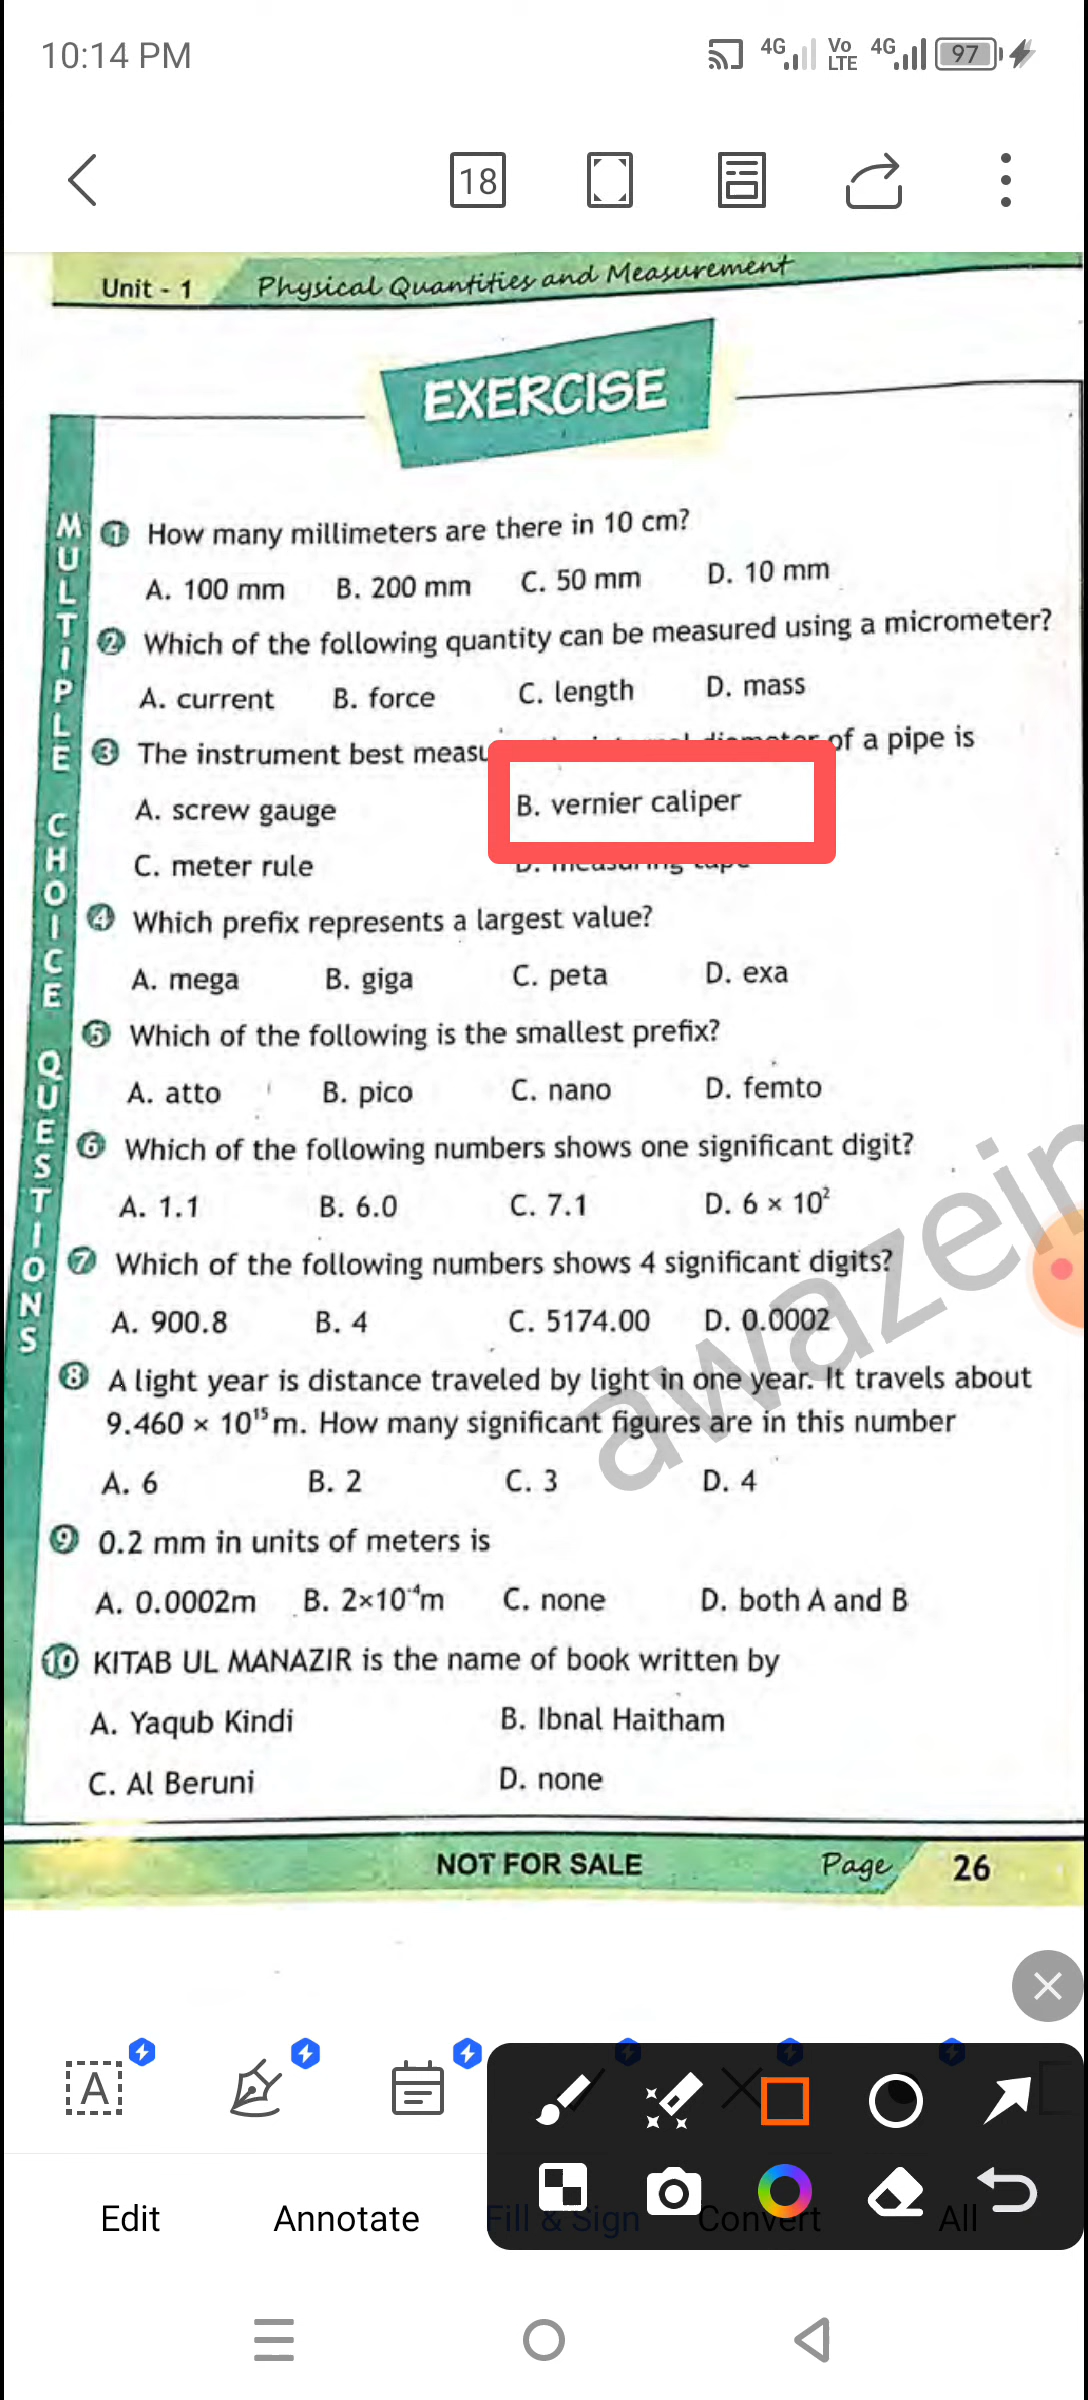 10:14 PM
4G Vo LTE 4G 97
18
Unit - 1 Physical Quantities and Measurement
EXERCISE
MULTIPLE CHOICE QUESTIONS
1 How many millimeters are there in 10 cm?
A. 100 mm B. 200 mm C. 50 mm D. 10 mm
2 Which of the following quantity can be measured using a micrometer?
A. current B. force C. length D. mass
3 The instrument best of a pipe is
A. screw gauge B. vernier caliper
C. meter rule
4 Which prefix represents a largest value?
A. mega B. giga C. peta D. exa
5 Which of the following is the smallest prefix?
A. atto B. pico C. nano D. femto
6 Which of the following numbers shows one significant digit?
A. 1.1 B. 6.0 C. 7.1 D. 6 × 10²
7 Which of the following numbers shows 4 significant digits?
A. 900.8 B. 4 C. 5174.00 D. 0.0002
8 A light year is distance traveled by light in one year. It travels about
9.460 × 10¹⁵ m. How many significant figures are in this number
A. 6 B. 2 C. 3 D. 4
9 0.2 mm in units of meters is
A. 0.0002m B. 2×10⁻⁴m C. none D. both A and B
10 KITAB UL MANAZIR is the name of book written by
A. Yaqub Kindi B. Ibnal Haitham
C. Al Beruni D. none
NOT FOR SALE Page 26
A
Edit Annotate Fill & Sign Convert All